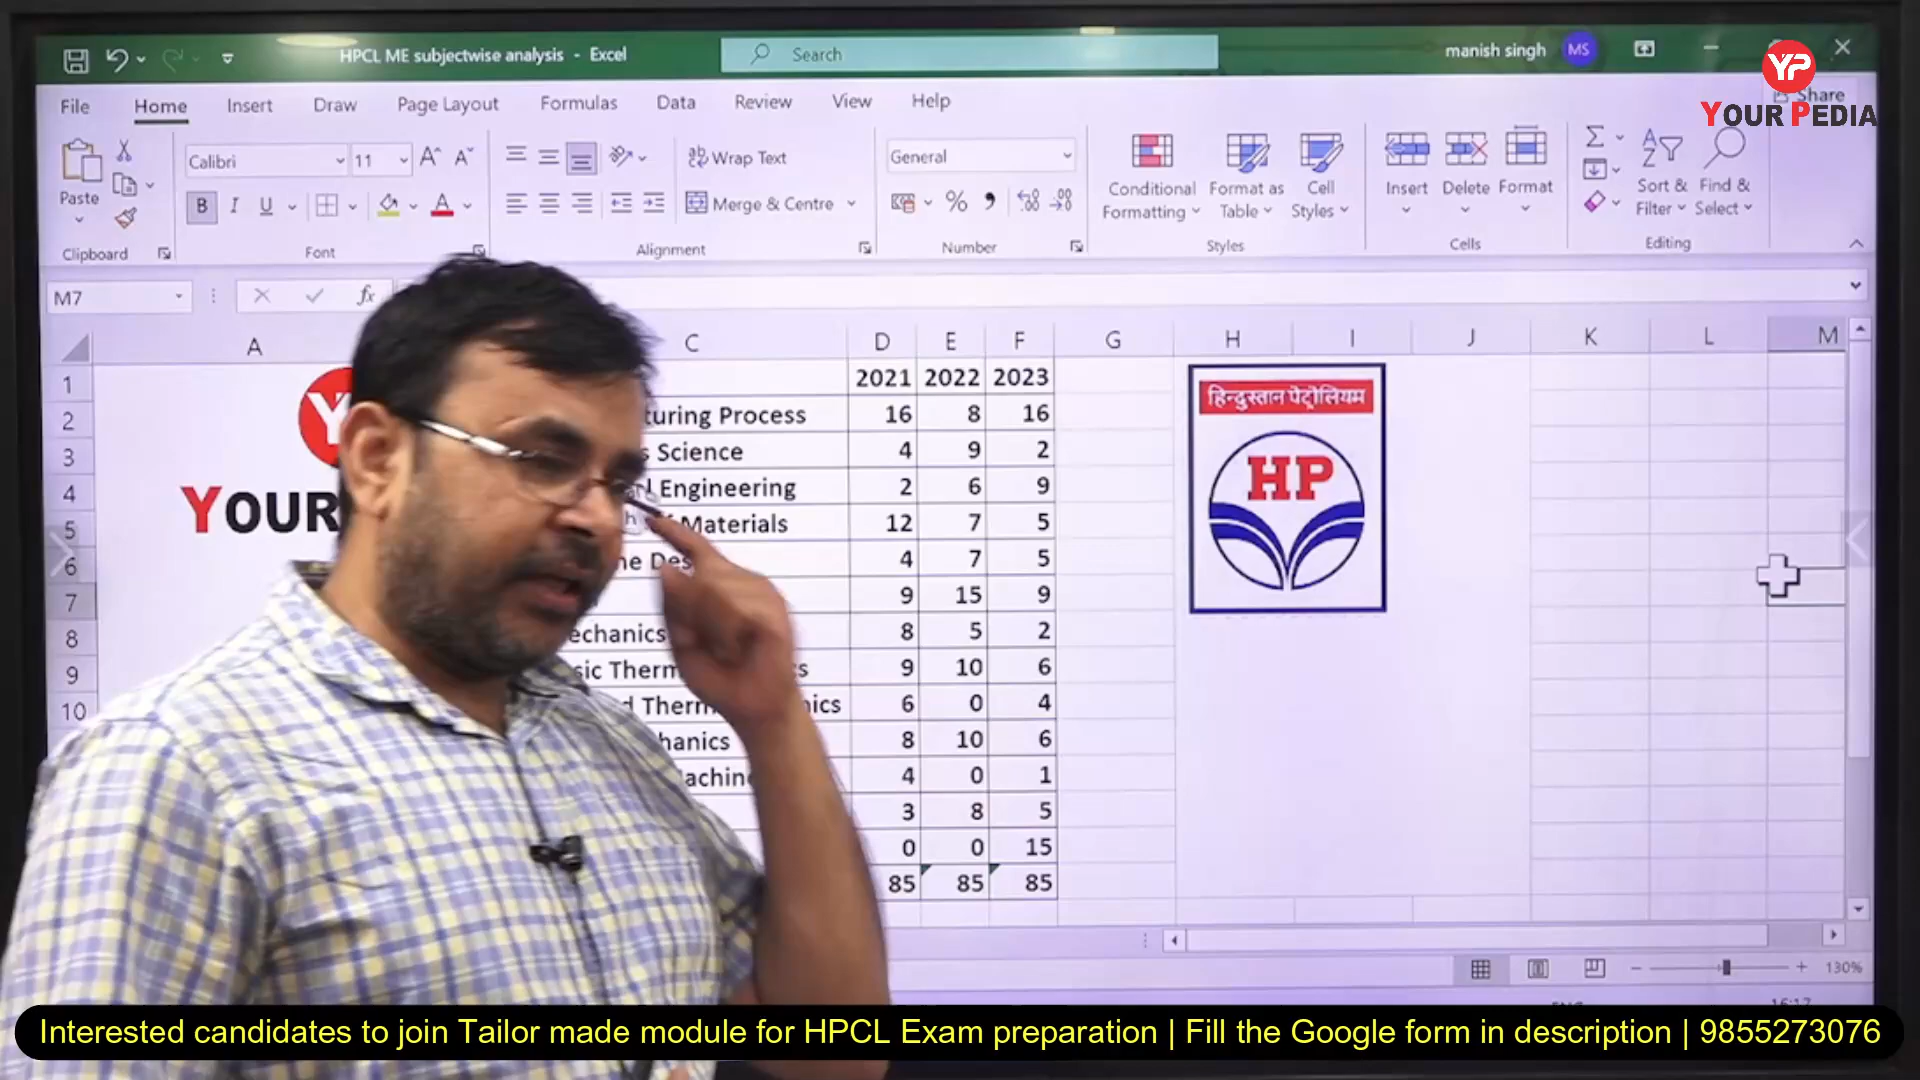 HPCL ME subjectwise analysis - Excel
Search
manish singh MS
YP
YOUR PEDIA
File Home Insert Draw Page Layout Formulas Data Review View Help
Share
Calibri 11
Wrap Text
General
Paste
B I U
Merge & Centre
Conditional Formatting
Format as Table
Cell Styles
Insert
Delete
Format
Sort & Filter
Find & Select
Clipboard Font Alignment Number Styles Cells Editing
M7
fx
A C D E F G H I J K L M
1 2021 2022 2023
2 turing Process 16 8 16
3 s Science 4 9 2
4 l Engineering 2 6 9
5 Materials 12 7 5
6 ne Des 4 7 5
7 9 15 9
8 echanics 8 5 2
9 sic Therm s 9 10 6
10 d Therm nics 6 0 4
hanics 8 10 6
achine 4 0 1
3 8 5
0 0 15
85 85 85
YOUR
हिन्दुस्तान पेट्रोलियम
HP
130%
Interested candidates to join Tailor made module for HPCL Exam preparation | Fill the Google form in description | 9855273076